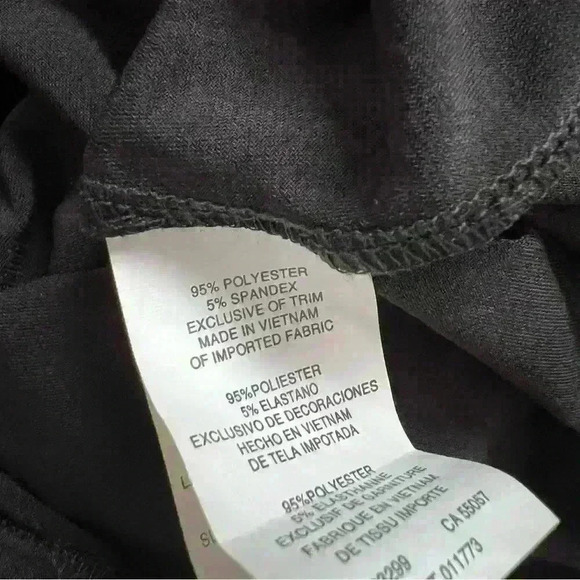 95% POLYESTER
5% SPANDEX
EXCLUSIVE OF TRIM
MADE IN VIETNAM
OF IMPORTED FABRIC
95%POLIESTER
5% ELASTANO
EXCLUSIVO DE DECORACIONES
HECHO EN VIETNAM
DE TELA IMPOTADA
95%POLYESTER
5% ELASTHANNE
EXCLUSIF DE GARNITURE
FABRIQUE EN VIETNAM
DE TISSU IMPORTE
CA 55057
011773